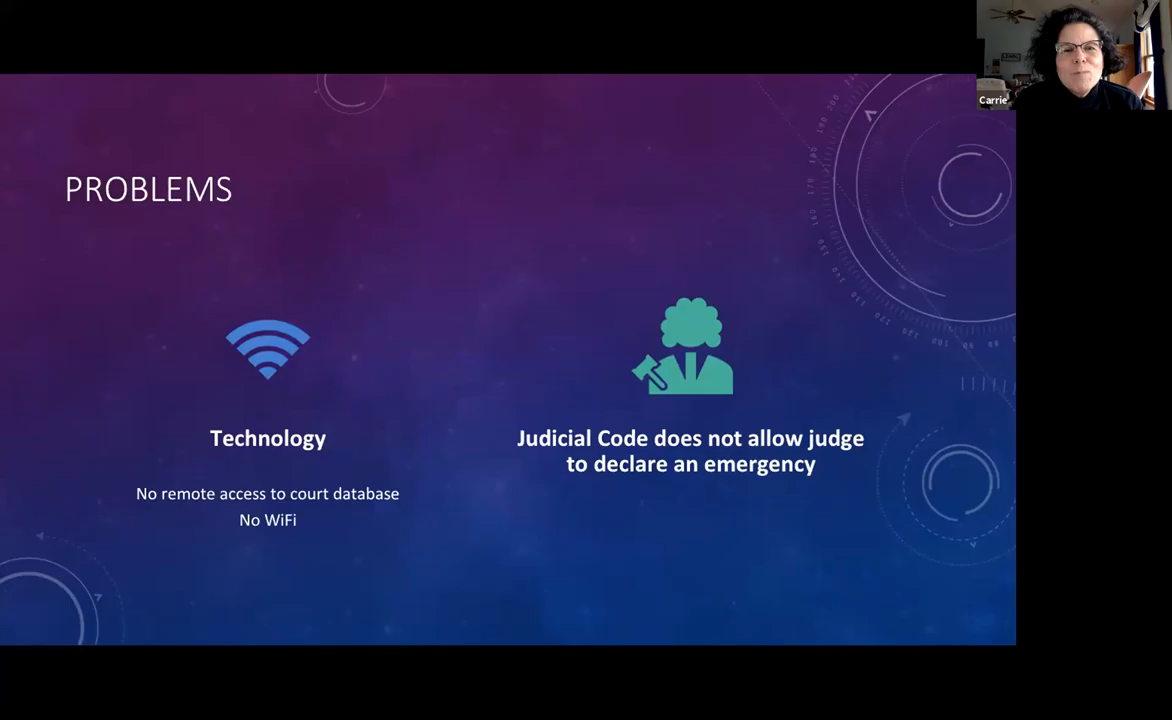 Carrie
PROBLEMS
Technology
No remote access to court database
No WiFi
Judicial Code does not allow judge
to declare an emergency